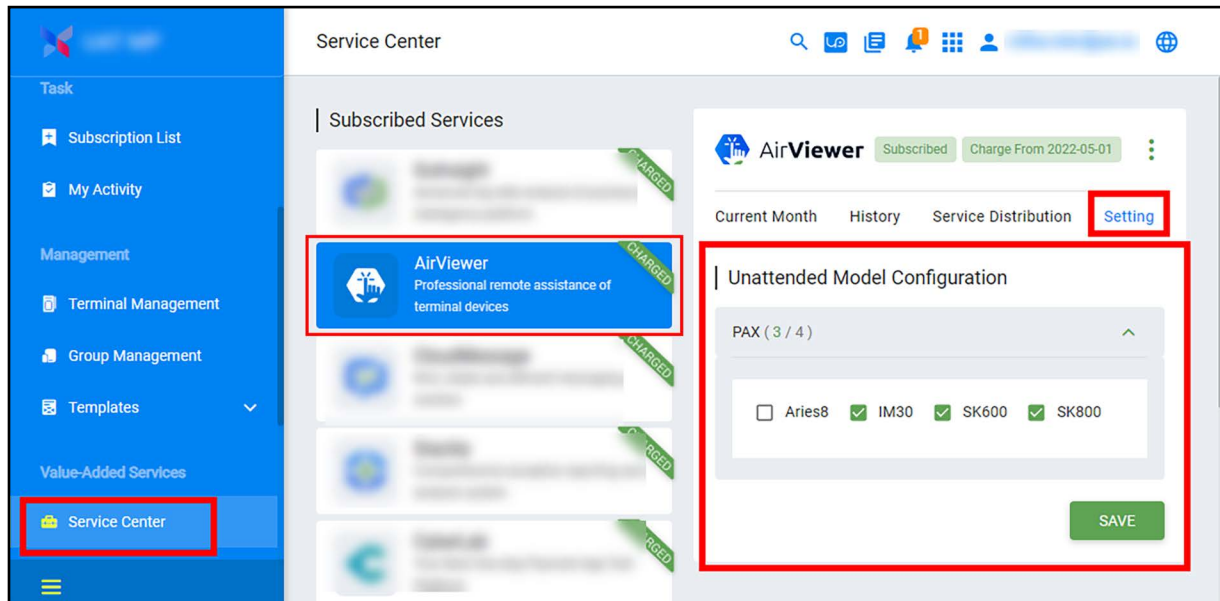 Service Center
1
Task
Subscription List
My Activity
Management
Terminal Management
Group Management
Templates
Value-Added Services
Service Center
Subscribed Services
CHARGED
AirViewer
Professional remote assistance of
terminal devices
CHARGED
CHARGED
AirViewer Subscribed Charge From 2022-05-01
Current Month History Service Distribution Setting
Unattended Model Configuration
PAX ( 3 / 4 )
Aries8 IM30 SK600 SK800
SAVE